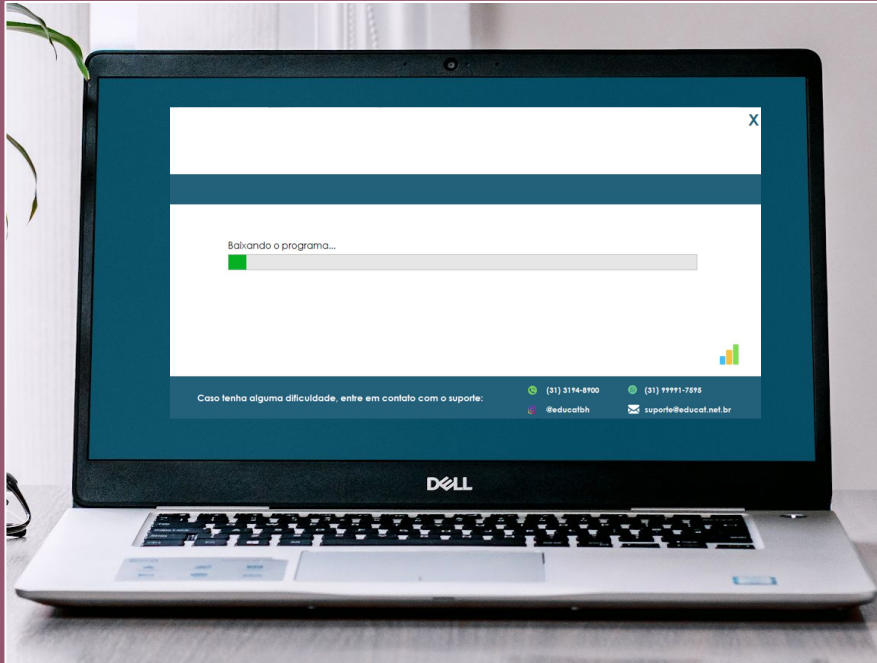 X
Baixando o programa...
Caso tenha alguma dificuldade, entre em contato com o suporte:
(31) 3194-8900
(31) 99991-7595
@educatbh
suporte@educat.net.br
DELL